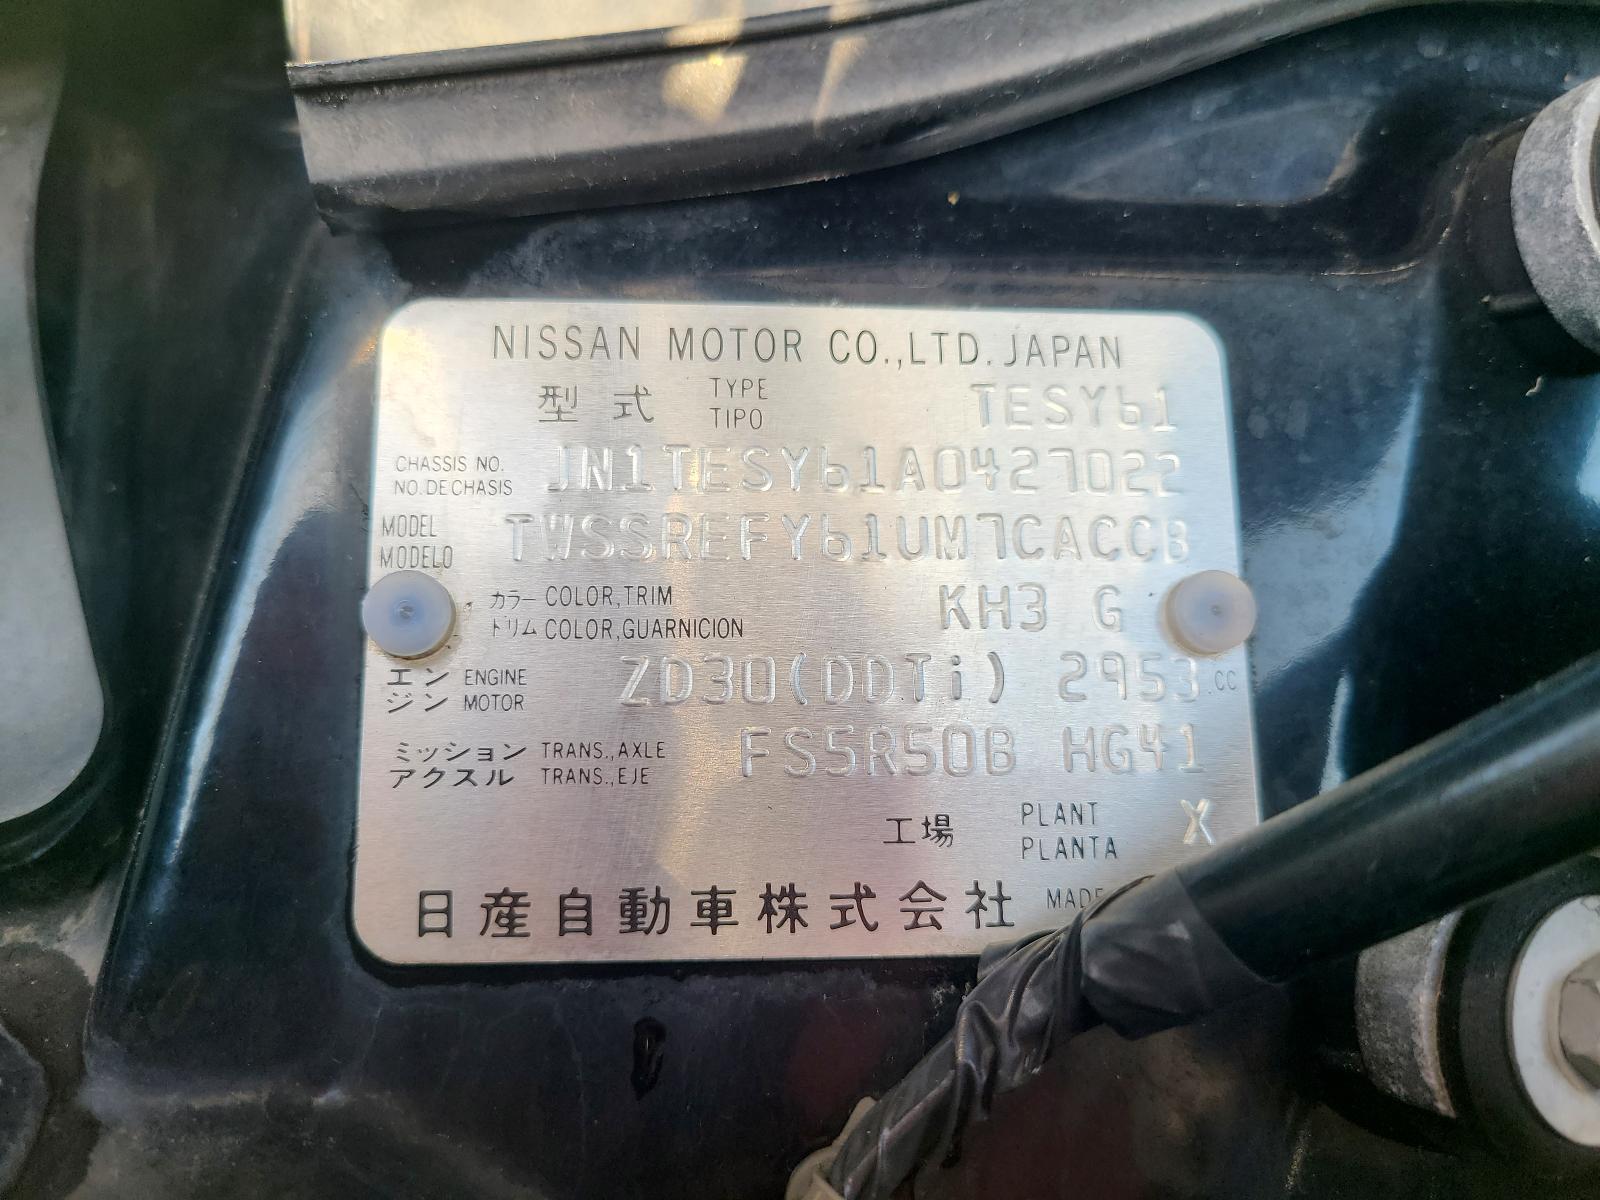 NISSAN MOTOR CO.,LTD. JAPAN
型式 TYPE TIPO TESY61
CHASSIS NO. NO. DE CHASIS JN1TESY61A0427022
MODEL MODELO TWSSREFY61UM7CACCB
カラー COLOR,TRIM KH3 G
トリム COLOR,GUARNICION
エンジン ENGINE MOTOR ZD30(DDTi) 2953 CC
ミッション TRANS.,AXLE FS5R50B HG41
アクスル TRANS.,EJE
工場 PLANT PLANTA X
日産自動車株式会社 MADE